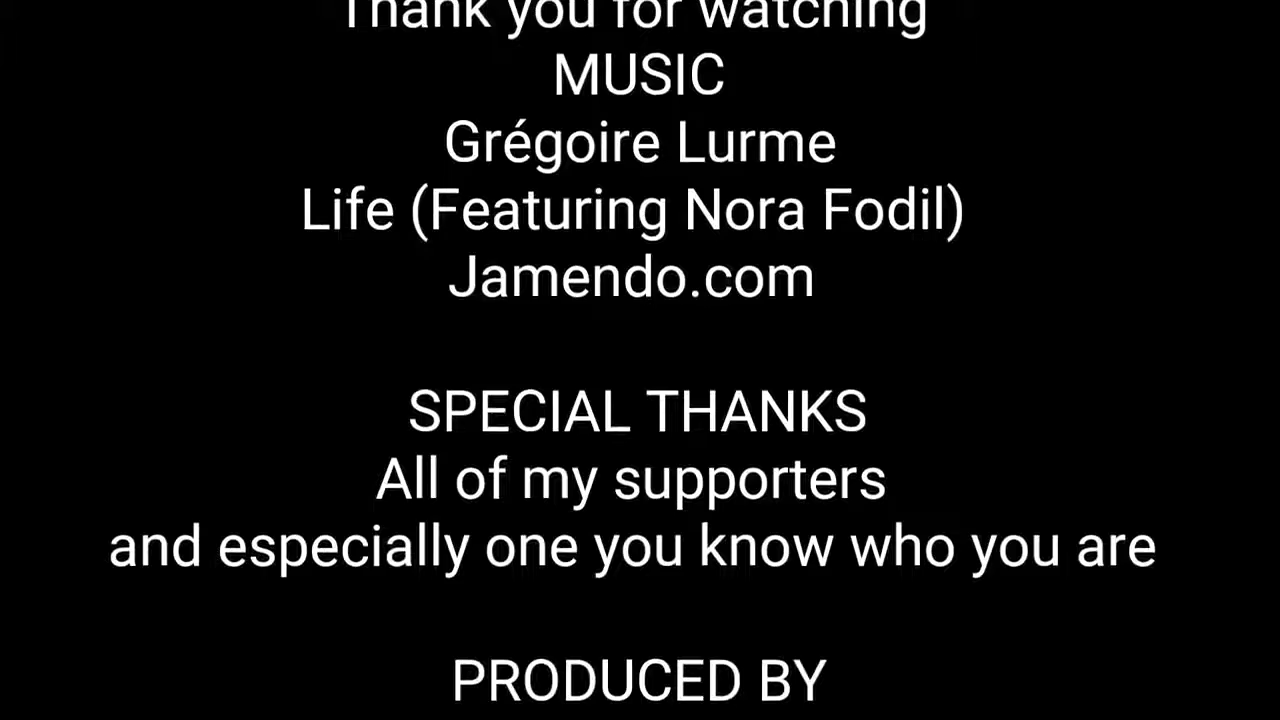 Thank you for watching
MUSIC
Grégoire Lurme
Life (Featuring Nora Fodil)
Jamendo.com
SPECIAL THANKS
All of my supporters
and especially one you know who you are
PRODUCED BY